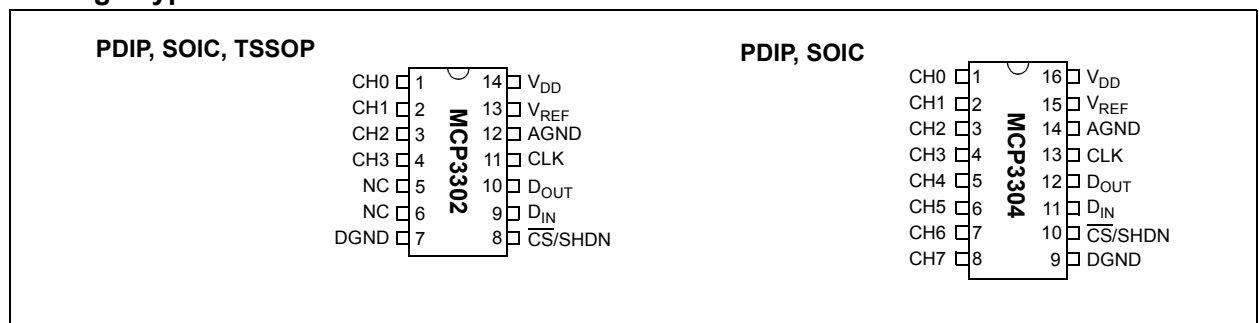 PDIP, SOIC, TSSOP
CH0 1 14 VDD
CH1 2 13 VREF
CH2 3 12 AGND
CH3 4 11 CLK
NC 5 10 DOUT
NC 6 9 DIN
DGND 7 8 CS/SHDN
MCP3302
PDIP, SOIC
CH0 1 16 VDD
CH1 2 15 VREF
CH2 3 14 AGND
CH3 4 13 CLK
CH4 5 12 DOUT
CH5 6 11 DIN
CH6 7 10 CS/SHDN
CH7 8 9 DGND
MCP3304